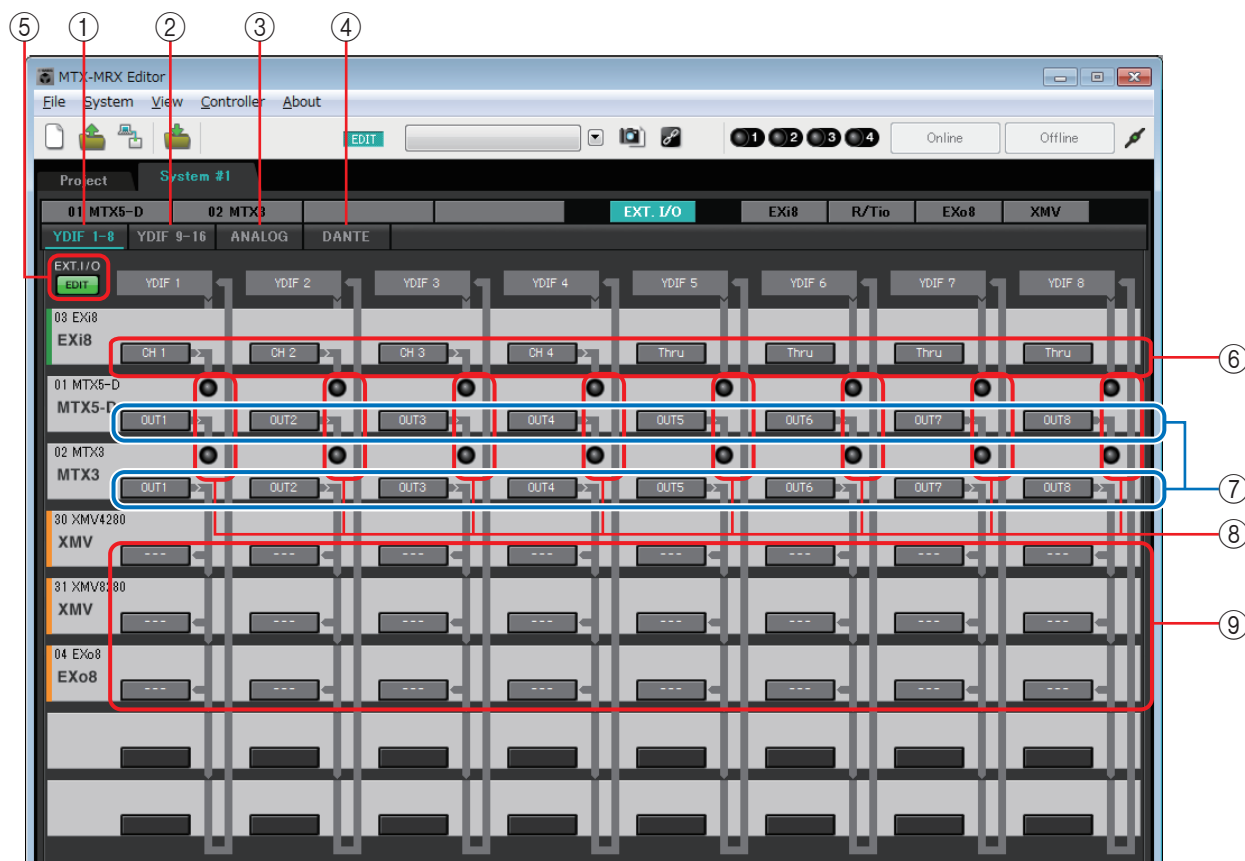 ⑤ ① ② ③ ④
MTX-MRX Editor
File System View Controller About
EDIT 1 2 3 4 Online Offline
Project System #1
01 MTX5-D 02 MTX3 EXT. I/O EXi8 R/Tio EXo8 XMV
YDIF 1-8 YDIF 9-16 ANALOG DANTE
EXT.I/O
EDIT YDIF 1 YDIF 2 YDIF 3 YDIF 4 YDIF 5 YDIF 6 YDIF 7 YDIF 8
03 EXi8
EXi8
CH 1 CH 2 CH 3 CH 4 Thru Thru Thru Thru ⑥
01 MTX5-D
MTX5-D
OUT1 OUT2 OUT3 OUT4 OUT5 OUT6 OUT7 OUT8
02 MTX3
MTX3
OUT1 OUT2 OUT3 OUT4 OUT5 OUT6 OUT7 OUT8 ⑦
30 XMV4280 ⑧
XMV
--- --- --- --- --- --- --- ---
31 XMV8280
XMV
--- --- --- --- --- --- --- --- ⑨
04 EXo8
EXo8
--- --- --- --- --- --- --- ---